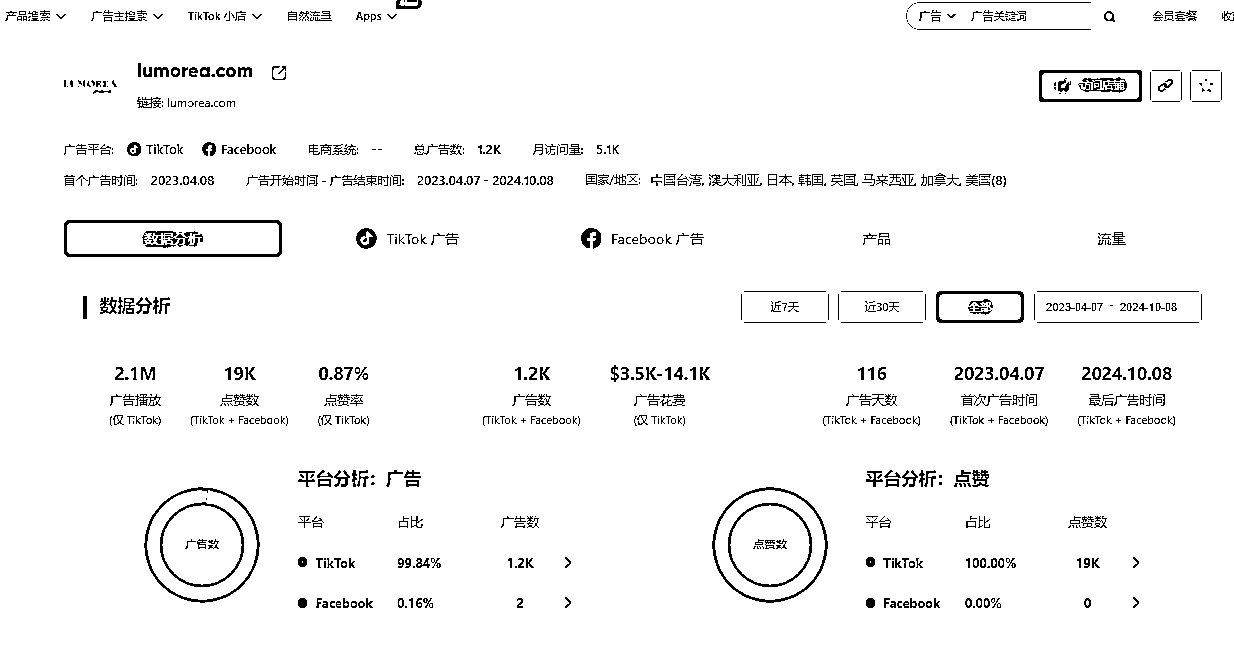 产品搜索 广告主搜索 TikTok 小店 自然流量 Apps 广告 广告关键词 会员套餐
LUMOREA
lumorea.com
链接: lumorea.com
访问店铺
广告平台: TikTok Facebook 电商系统: -- 总广告数: 1.2K 月访问量: 5.1K
首个广告时间: 2023.04.08 广告开始时间 - 广告结束时间: 2023.04.07 - 2024.10.08 国家/地区: 中国台湾, 澳大利亚, 日本, 韩国, 英国, 马来西亚, 加拿大, 美国(8)
数据分析 TikTok 广告 Facebook 广告 产品 流量
数据分析 近7天 近30天 全部 2023-04-07 - 2024-10-08
2.1M 19K 0.87% 1.2K $3.5K-14.1K 116 2023.04.07 2024.10.08
广告播放 点赞数 点赞率 广告数 广告花费 广告天数 首次广告时间 最后广告时间
(仅 TikTok) (TikTok + Facebook) (仅 TikTok) (TikTok + Facebook) (仅 TikTok) (TikTok + Facebook) (TikTok + Facebook) (TikTok + Facebook)
平台分析: 广告
平台 占比 广告数
广告数
TikTok 99.84% 1.2K
Facebook 0.16% 2
平台分析: 点赞
平台 占比 点赞数
点赞数
TikTok 100.00% 19K
Facebook 0.00% 0